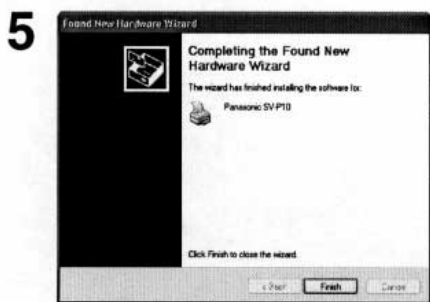 5
Found New Hardware Wizard
Completing the Found New
Hardware Wizard
The wizard has finished installing the software for:
Panasonic SV-P10
Click Finish to close the wizard.
< Back Finish Cancel